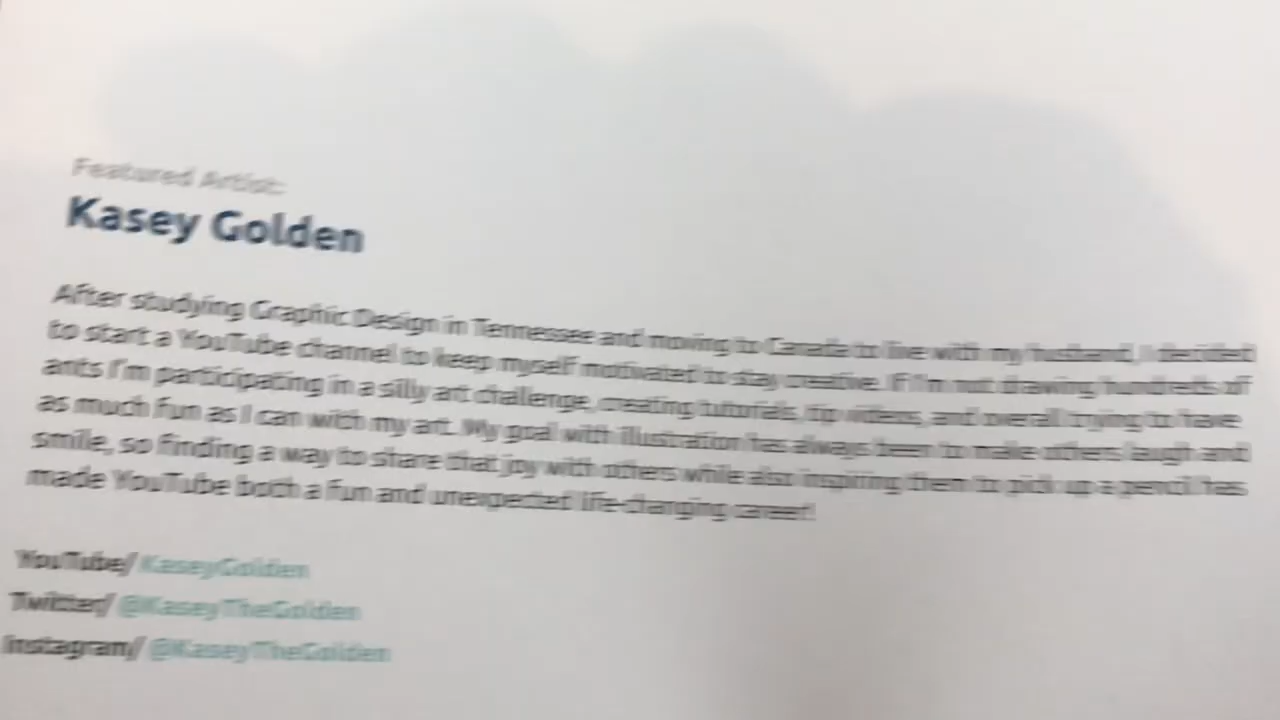 Featured Artist:
Kasey Golden
After studying Graphic Design in Tennessee and moving to Canada to live with my husband, I decided
to start a YouTube channel to keep myself motivated to stay creative. If I'm not drawing hundreds of
ants I'm participating in a silly art challenge, creating tutorials, tip videos, and overall trying to have
as much fun as I can with my art. My goal with illustration has always been to make others laugh and
smile, so finding a way to share that joy with others while also inspiring them to pick up a pencil has
made YouTube both a fun and unexpected life-changing career!
YouTube/ KaseyGolden
Twitter/ @KaseyTheGolden
Instagram/ @KaseyTheGolden